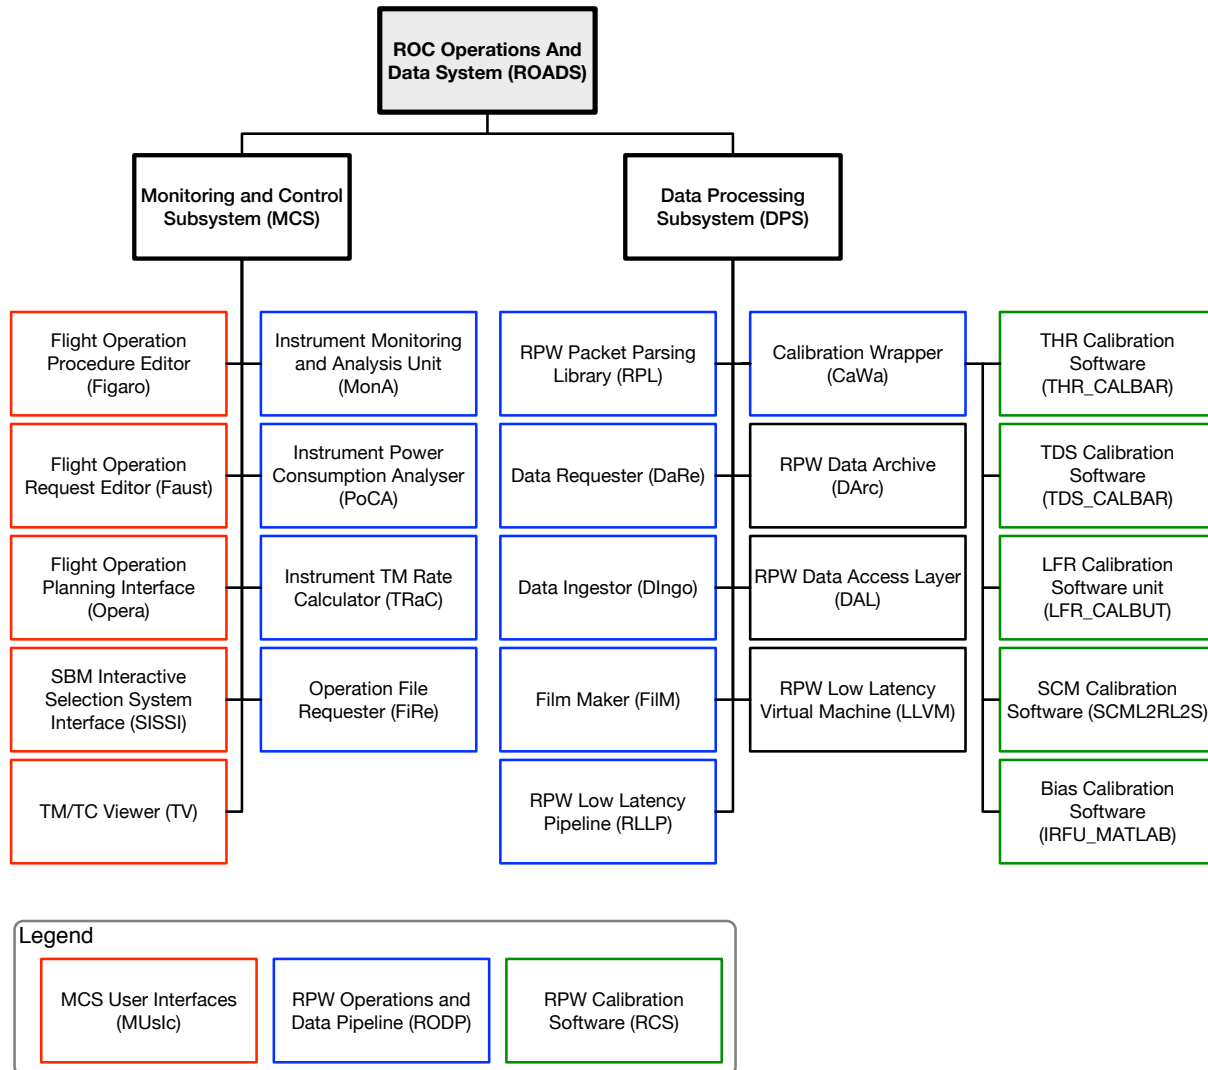 ROC Operations And
Data System (ROADS)
Monitoring and Control
Subsystem (MCS)
Data Processing
Subsystem (DPS)
Flight Operation
Procedure Editor
(Figaro)
Instrument Monitoring
and Analysis Unit
(MonA)
RPW Packet Parsing
Library (RPL)
Calibration Wrapper
(CaWa)
THR Calibration
Software
(THR_CALBAR)
Flight Operation
Request Editor (Faust)
Instrument Power
Consumption Analyser
(PoCA)
Data Requester (DaRe)
RPW Data Archive
(DArc)
TDS Calibration
Software
(TDS_CALBAR)
Flight Operation
Planning Interface
(Opera)
Instrument TM Rate
Calculator (TRaC)
Data Ingestor (DIngo)
RPW Data Access Layer
(DAL)
LFR Calibration
Software unit
(LFR_CALBUT)
SBM Interactive
Selection System
Interface (SISSI)
Operation File
Requester (FiRe)
Film Maker (FilM)
RPW Low Latency
Virtual Machine (LLVM)
SCM Calibration
Software (SCML2RL2S)
TM/TC Viewer (TV)
RPW Low Latency
Pipeline (RLLP)
Bias Calibration
Software
(IRFU_MATLAB)
Legend
MCS User Interfaces
(MUsIc)
RPW Operations and
Data Pipeline (RODP)
RPW Calibration
Software (RCS)